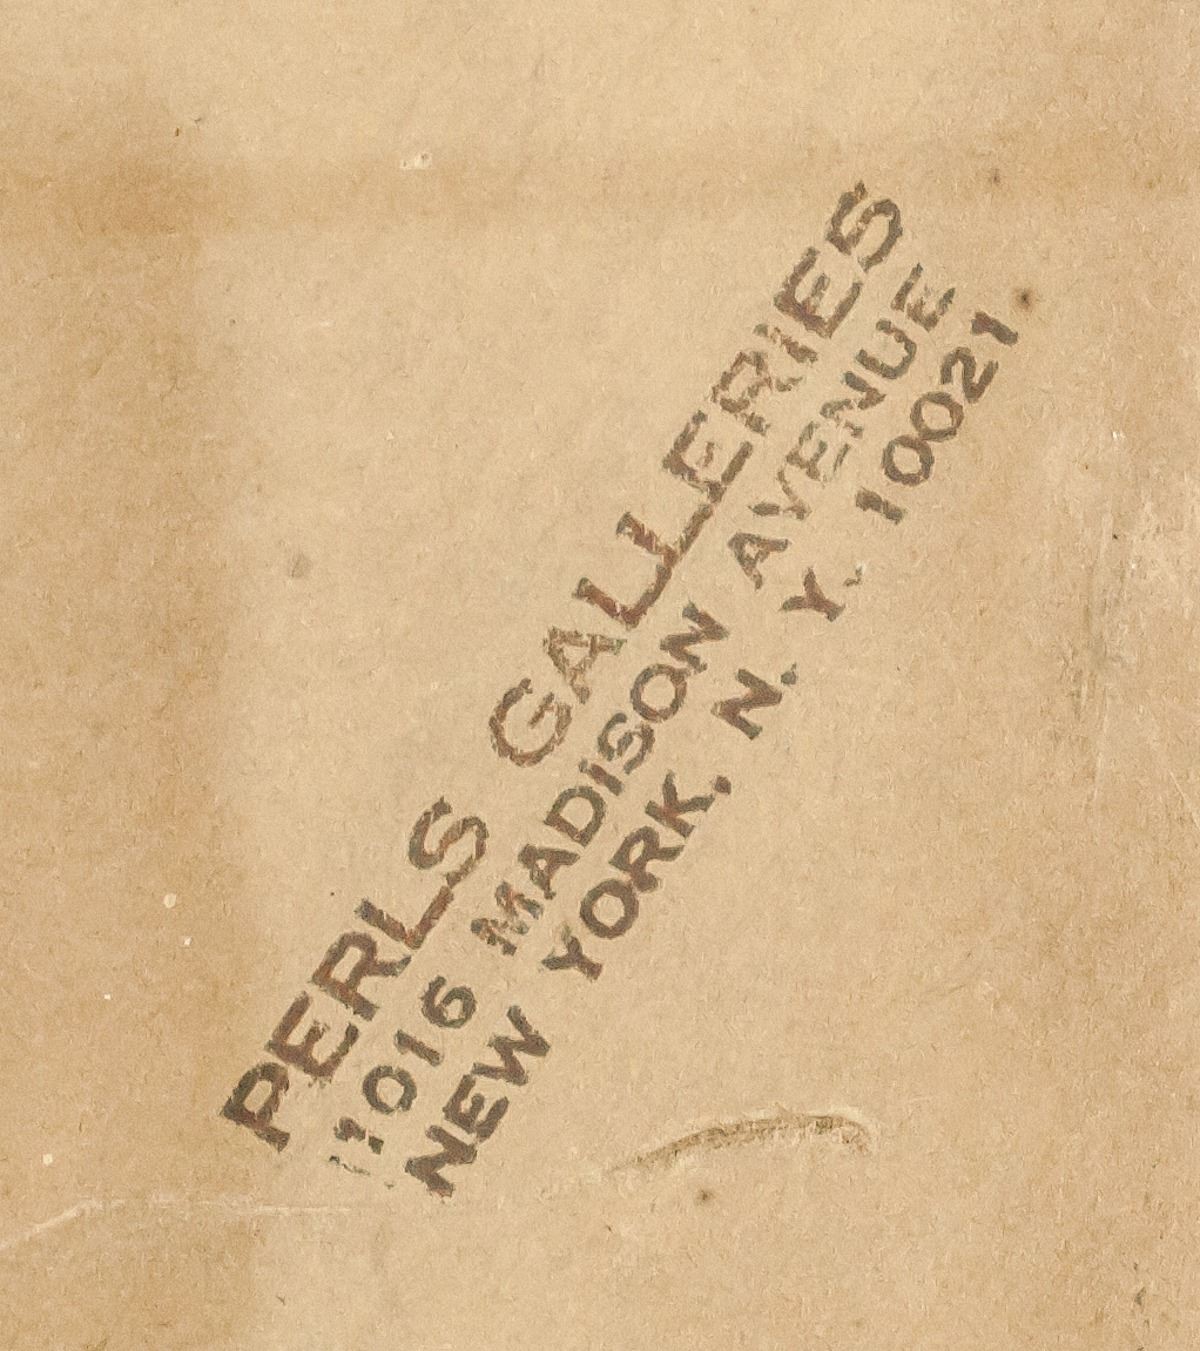 PERLS GALLERIES
1016 MADISON AVENUE
NEW YORK, N. Y. 10021